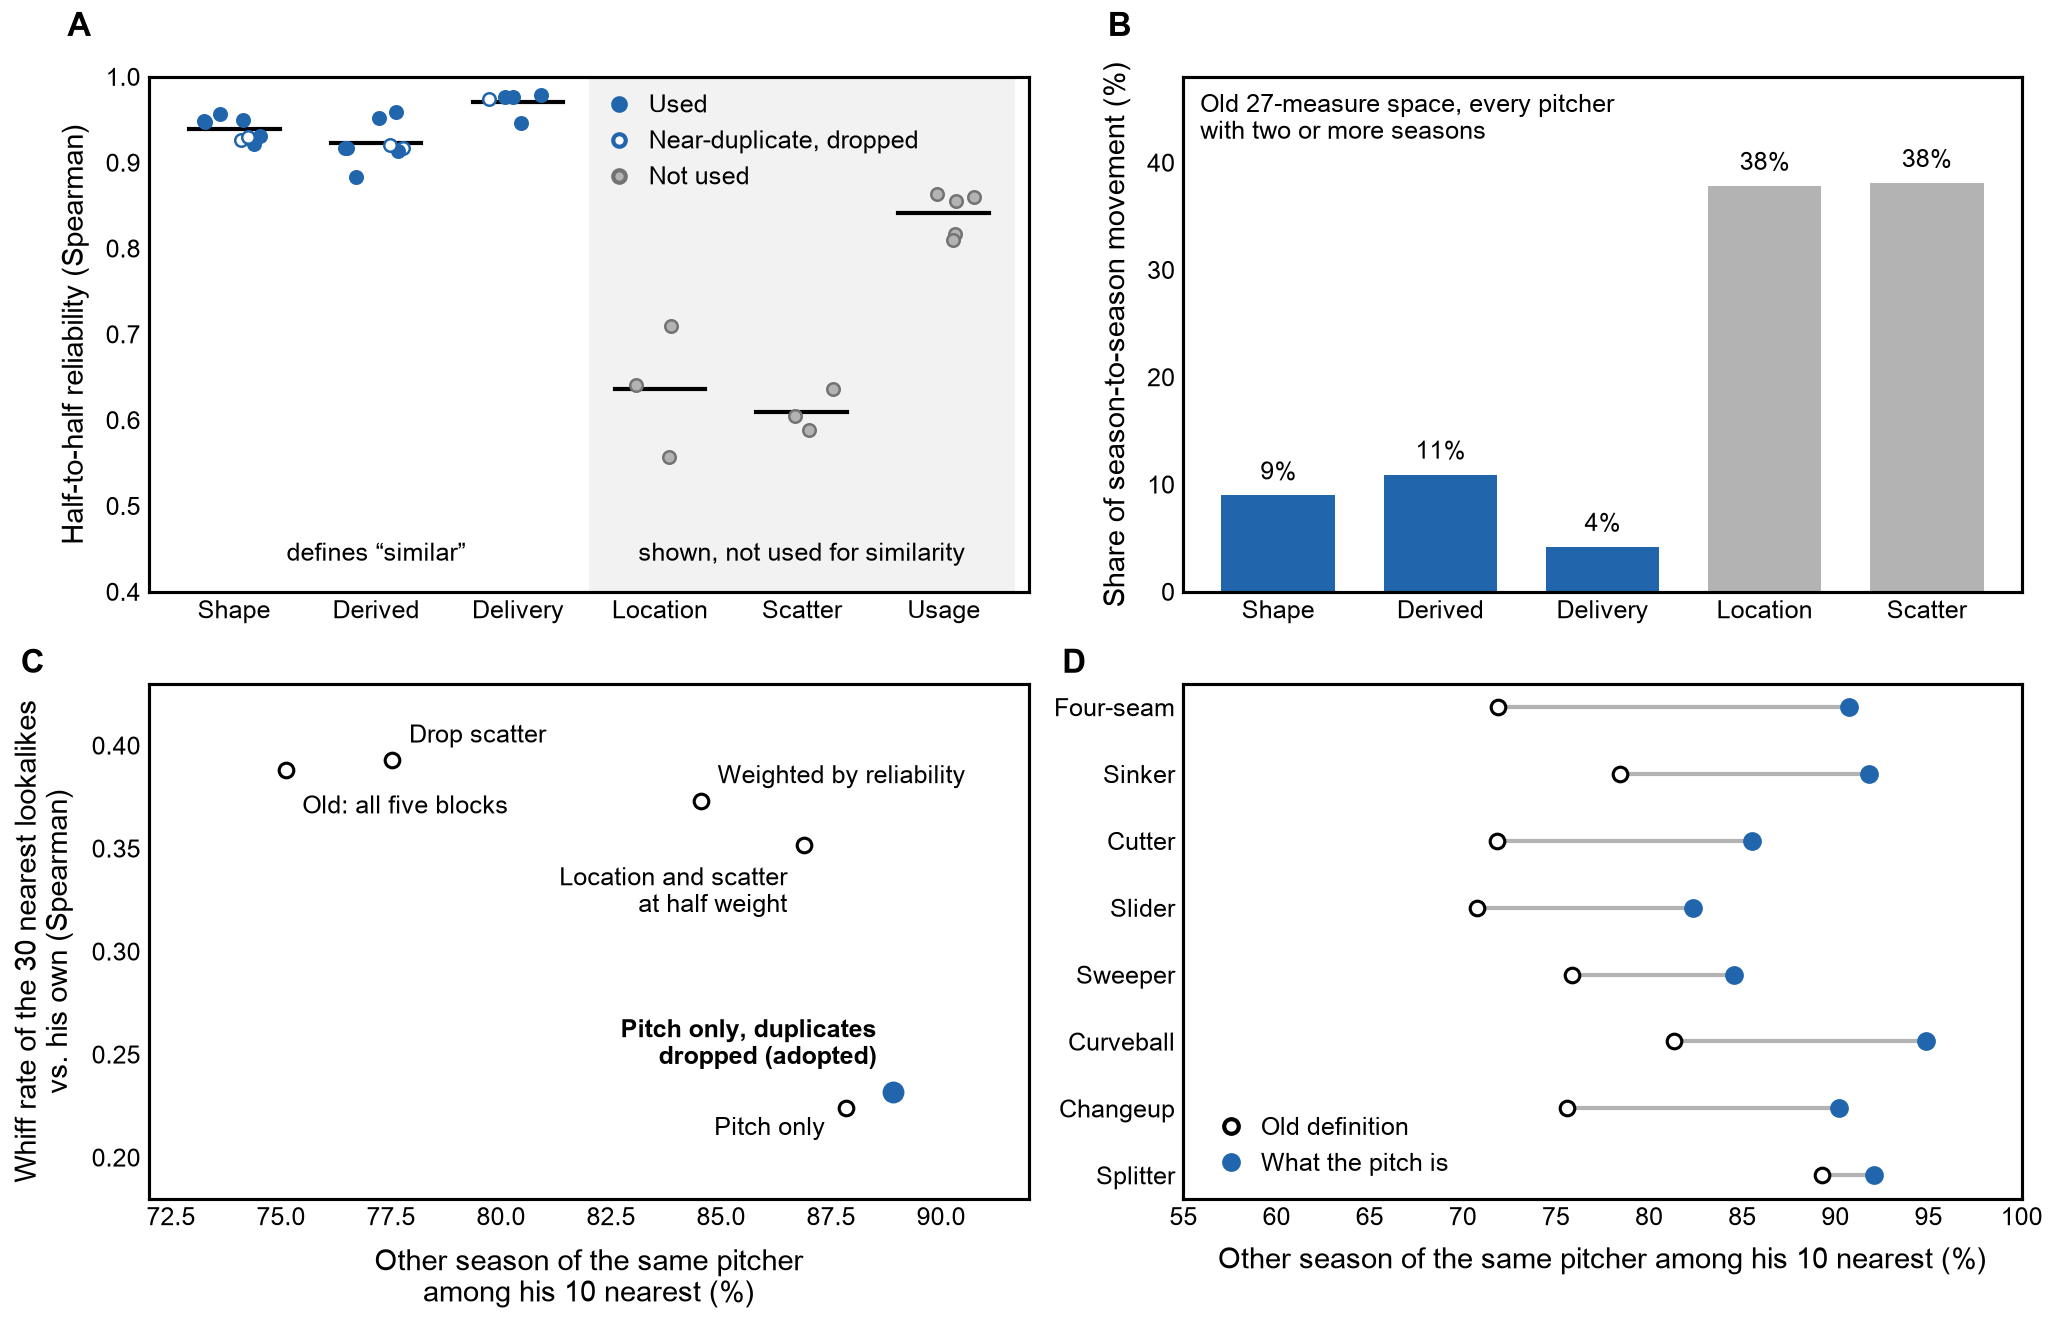 A
Half-to-half reliability (Spearman)
1.0
0.9
0.8
0.7
0.6
0.5
0.4
Used
Near-duplicate, dropped
Not used
defines “similar”
shown, not used for similarity
Shape
Derived
Delivery
Location
Scatter
Usage
B
Share of season-to-season movement (%)
Old 27-measure space, every pitcher
with two or more seasons
40
30
20
10
0
9%
11%
4%
38%
38%
Shape
Derived
Delivery
Location
Scatter
C
Whiff rate of the 30 nearest lookalikes
vs. his own (Spearman)
0.40
0.35
0.30
0.25
0.20
Drop scatter
Old: all five blocks
Weighted by reliability
Location and scatter
at half weight
Pitch only, duplicates
dropped (adopted)
Pitch only
72.5
75.0
77.5
80.0
82.5
85.0
87.5
90.0
Other season of the same pitcher
among his 10 nearest (%)
D
Four-seam
Sinker
Cutter
Slider
Sweeper
Curveball
Changeup
Splitter
Old definition
What the pitch is
55
60
65
70
75
80
85
90
95
100
Other season of the same pitcher among his 10 nearest (%)